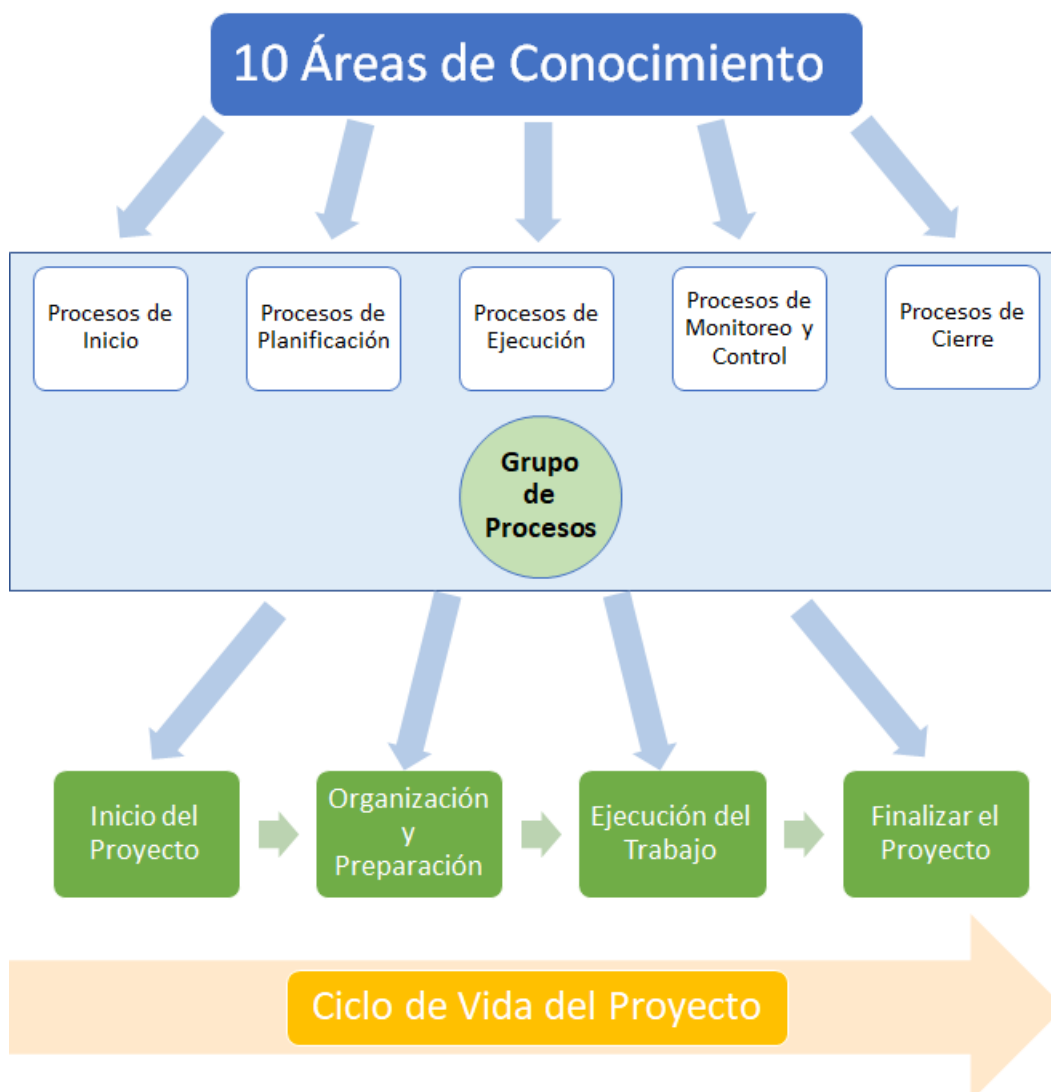 10 Áreas de Conocimiento
Procesos de
Inicio
Procesos de
Planificación
Procesos de
Ejecución
Procesos de
Monitoreo y
Control
Procesos de
Cierre
Grupo
de
Procesos
Inicio del
Proyecto
Organización
y
Preparación
Ejecución del
Trabajo
Finalizar el
Proyecto
Ciclo de Vida del Proyecto